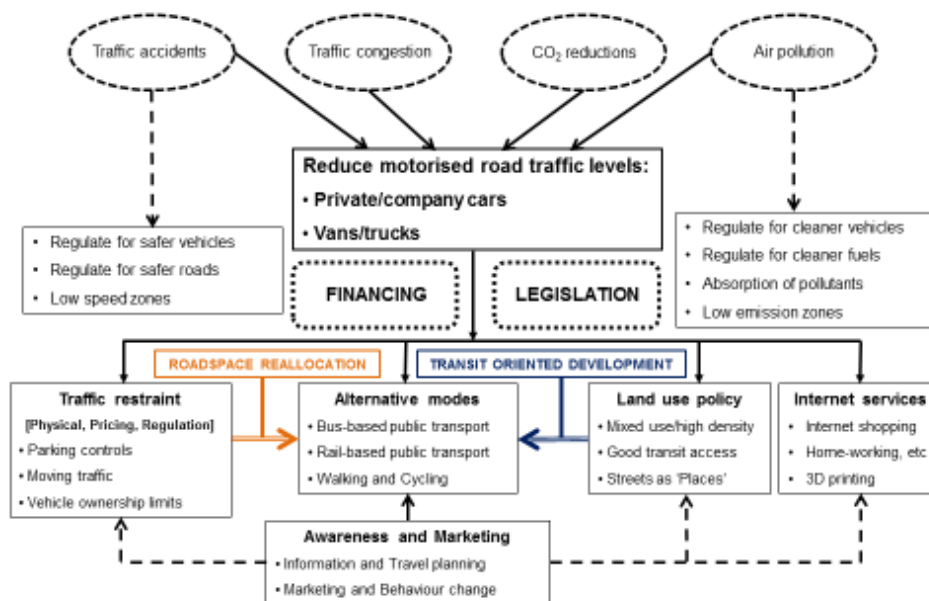 Traffic accidents
Traffic congestion
CO₂ reductions
Air pollution
Reduce motorised road traffic levels:
• Private/company cars
• Vans/trucks
• Regulate for safer vehicles
• Regulate for safer roads
• Low speed zones
• Regulate for cleaner vehicles
• Regulate for cleaner fuels
• Absorption of pollutants
• Low emission zones
FINANCING
LEGISLATION
ROADSPACE REALLOCATION
TRANSIT ORIENTED DEVELOPMENT
Traffic restraint
[Physical, Pricing, Regulation]
• Parking controls
• Moving traffic
• Vehicle ownership limits
Alternative modes
• Bus-based public transport
• Rail-based public transport
• Walking and Cycling
Land use policy
• Mixed use/high density
• Good transit access
• Streets as 'Places'
Internet services
• Internet shopping
• Home-working, etc
• 3D printing
Awareness and Marketing
• Information and Travel planning
• Marketing and Behaviour change